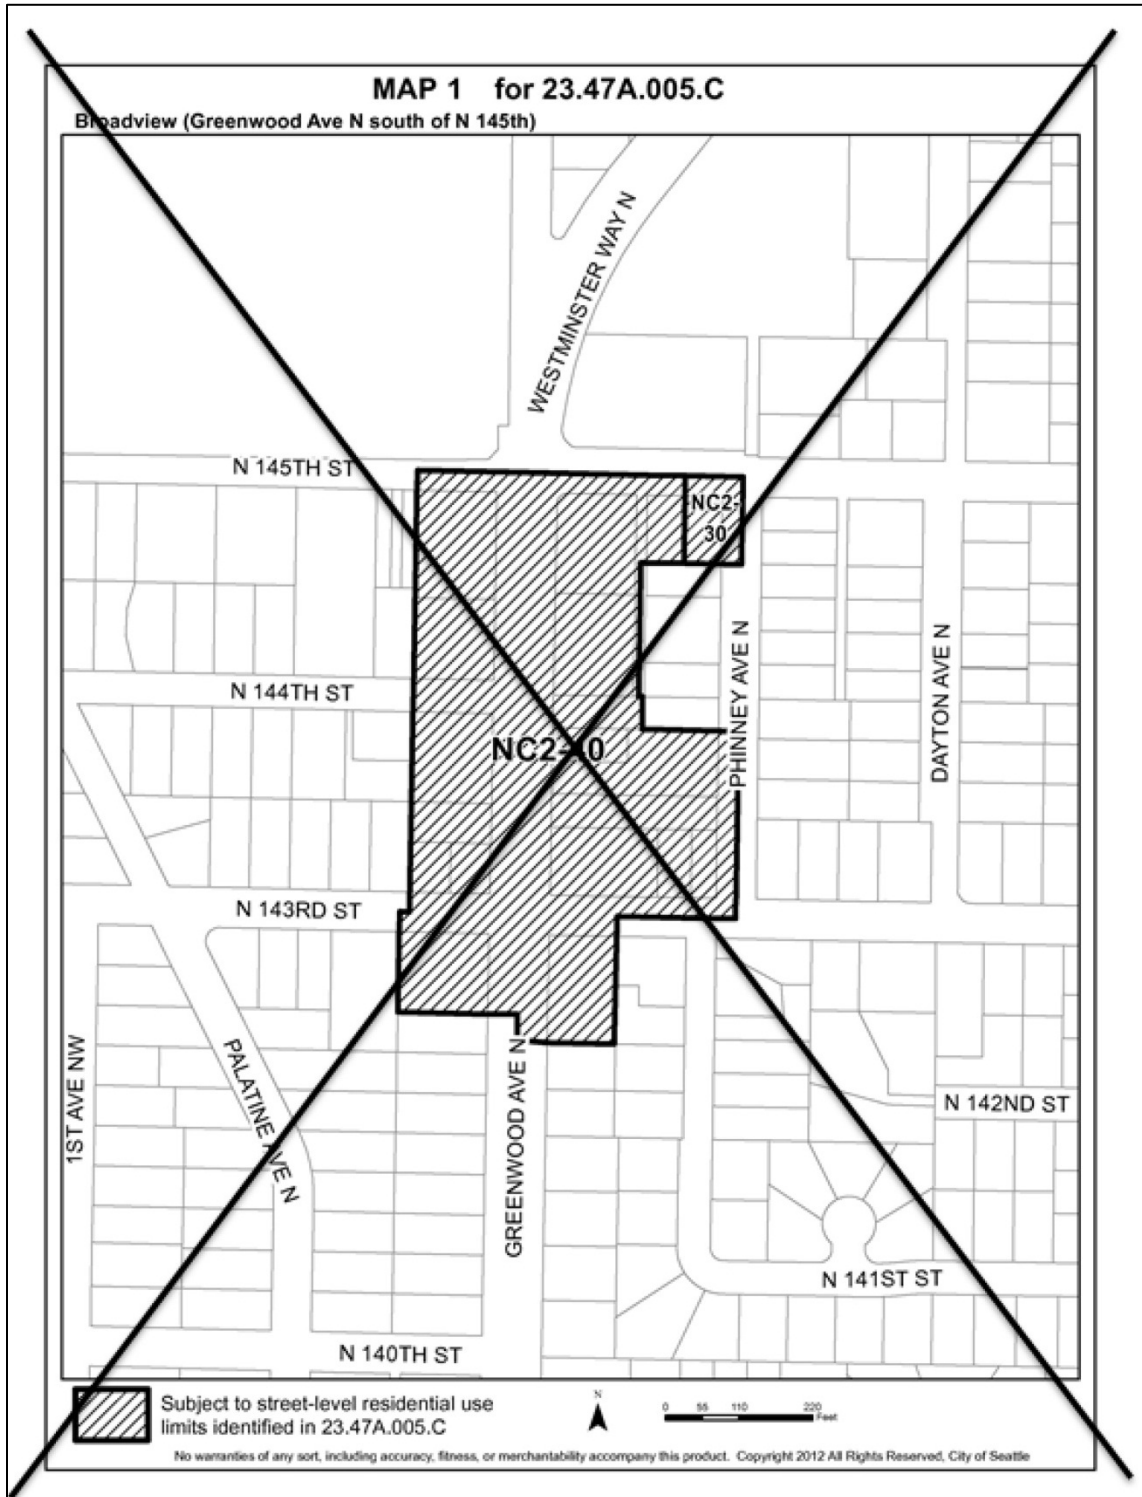 MAP 1 for 23.47A.005.C
Broadview (Greenwood Ave N south of N 145th)
WESTMINSTER WAY N
N 145TH ST
NC2-
30
N 144TH ST
PHINNEY AVE N
DAYTON AVE N
NC2-40
N 143RD ST
1ST AVE NW
PALATINE AVE N
GREENWOOD AVE N
N 142ND ST
N 141ST ST
N 140TH ST
Subject to street-level residential use
limits identified in 23.47A.005.C
N
0 55 110 220
Feet
No warranties of any sort, including accuracy, fitness, or merchantability accompany this product. Copyright 2012 All Rights Reserved, City of Seattle